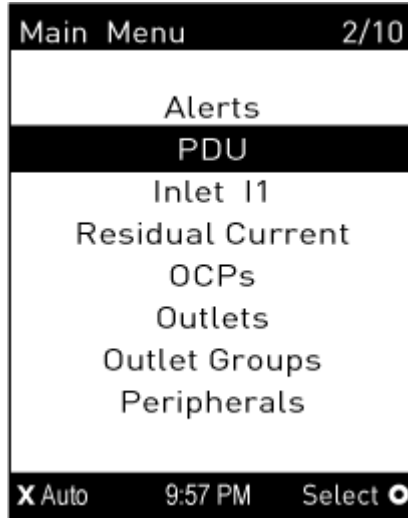 Main Menu 2/10
Alerts
PDU
Inlet I1
Residual Current
OCPs
Outlets
Outlet Groups
Peripherals
X Auto 9:57 PM Select O